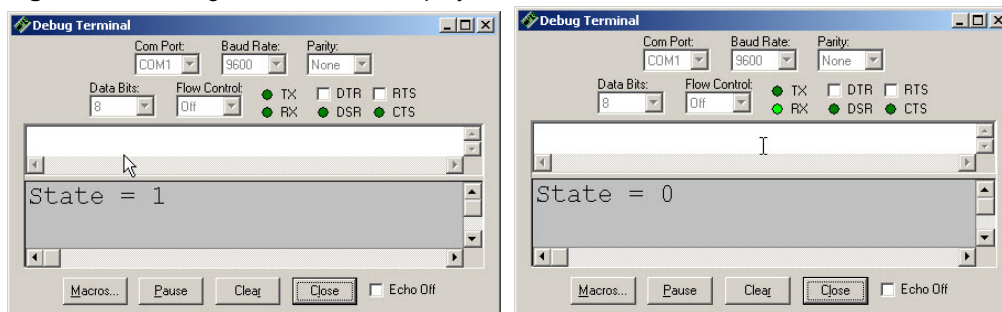 Debug Terminal
Com Port: Baud Rate: Parity:
COM1 9600 None
Data Bits: Flow Control: TX DTR RTS
8 Off RX DSR CTS
State = 1
Macros... Pause Clear Close Echo Off
Debug Terminal
Com Port: Baud Rate: Parity:
COM1 9600 None
Data Bits: Flow Control: TX DTR RTS
8 Off RX DSR CTS
State = 0
Macros... Pause Clear Close Echo Off